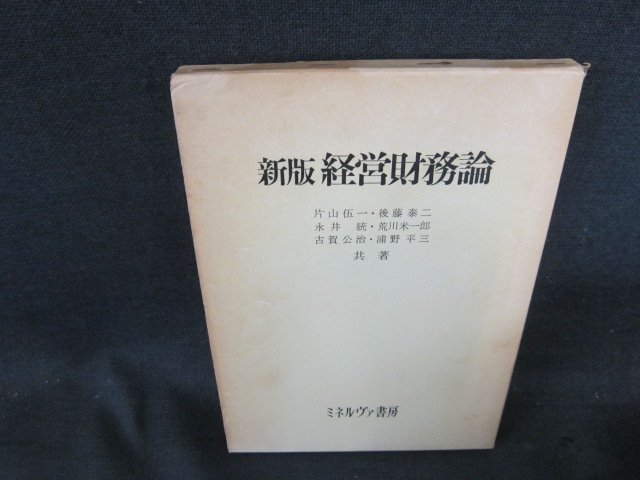 新版 経営財務論
片山伍一・後藤泰二
永井 統・荒川米一郎
古賀公治・浦野平三
共著
ミネルヴァ書房